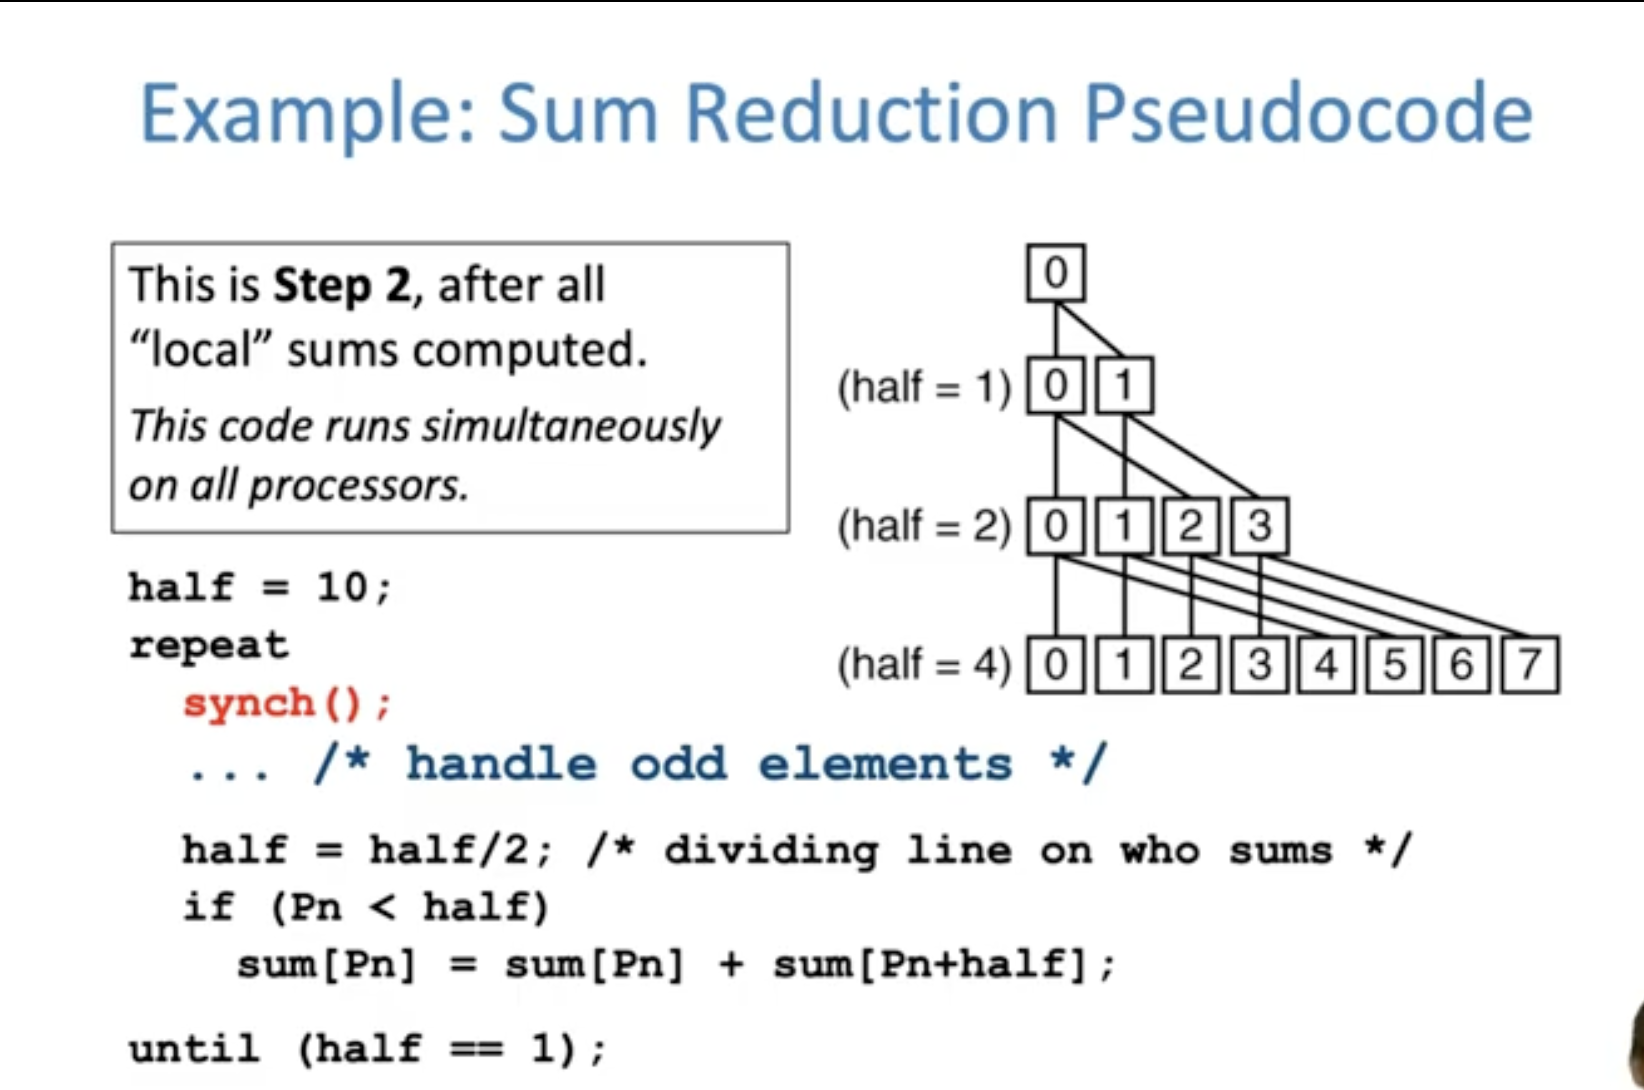 Example: Sum Reduction Pseudocode
This is Step 2, after all
“local” sums computed.
This code runs simultaneously
on all processors.
0
(half = 1) 0 1
(half = 2) 0 1 2 3
(half = 4) 0 1 2 3 4 5 6 7
half = 10;
repeat
synch();
... /* handle odd elements */
half = half/2; /* dividing line on who sums */
if (Pn < half)
sum[Pn] = sum[Pn] + sum[Pn+half];
until (half == 1);